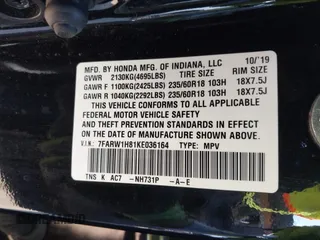 MFD. BY HONDA MFG. OF INDIANA, LLC 10/'19
GVWR 2130KG(4695LBS) TIRE SIZE RIM SIZE
GAWR F 1100KG(2425LBS) 235/60R18 103H 18X7.5J
GAWR R 1040KG(2292LBS) 235/60R18 103H 18X7.5J
THIS VEHICLE CONFORMS TO ALL APPLICABLE
FEDERAL MOTOR VEHICLE SAFETY AND
THEFT PREVENTION STANDARDS IN EFFECT ON
THE DATE OF MANUFACTURE SHOWN ABOVE.
V.I.N: 7FARW1H81KE036164 TYPE: MPV
TNS K AC7 -NH731P -A-E